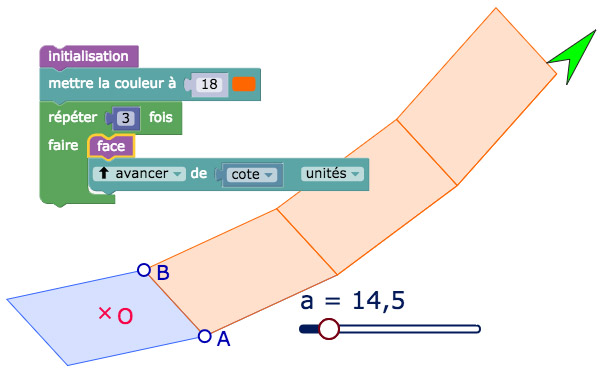 initialisation
mettre la couleur à 18
répéter 3 fois
faire face
avancer de cote unités
B
O
A
a = 14,5